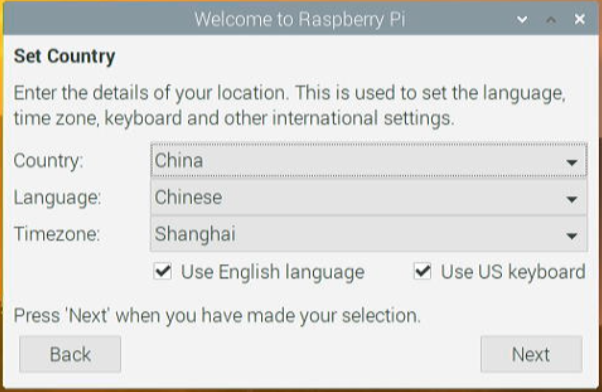 Welcome to Raspberry Pi
Set Country
Enter the details of your location. This is used to set the language,
time zone, keyboard and other international settings.
Country: China
Language: Chinese
Timezone: Shanghai
Use English language Use US keyboard
Press 'Next' when you have made your selection.
Back Next